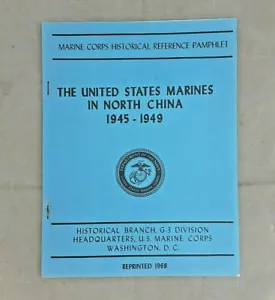 MARINE CORPS HISTORICAL REFERENCE PAMPHLET
THE UNITED STATES MARINES
IN NORTH CHINA
1945 - 1949
HISTORICAL BRANCH, G-3 DIVISION
HEADQUARTERS, U.S. MARINE CORPS
WASHINGTON, D. C.
REPRINTED 1968